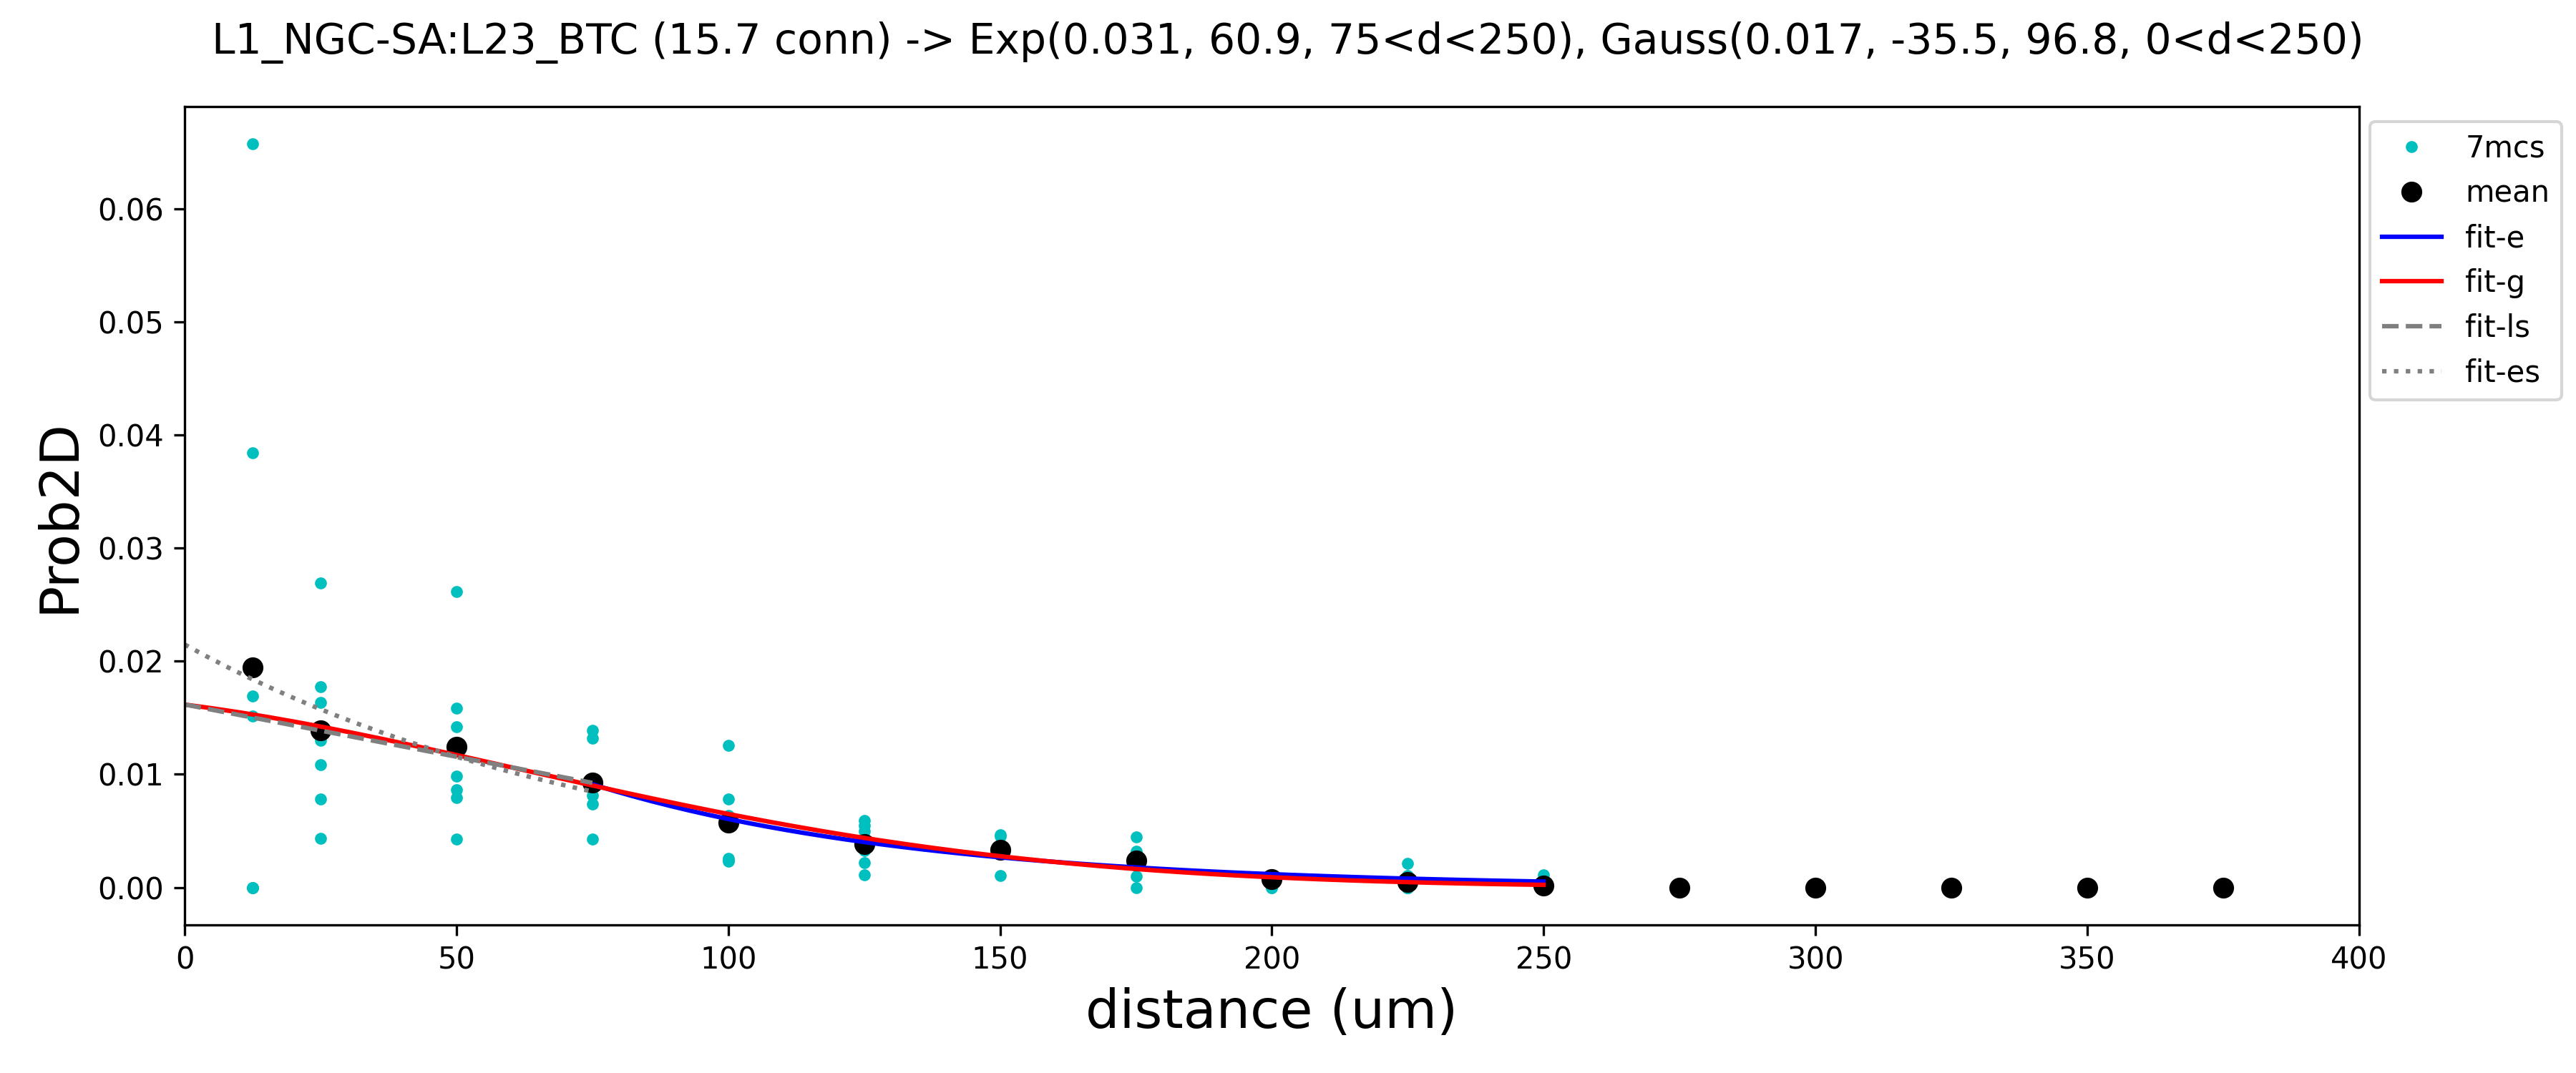 L1_NGC-SA:L23_BTC (15.7 conn) -> Exp(0.031, 60.9, 75<d<250), Gauss(0.017, -35.5, 96.8, 0<d<250)
7mcs
mean
fit-e
fit-g
fit-ls
fit-es
Prob2D
0.06
0.05
0.04
0.03
0.02
0.01
0.00
0 50 100 150 200 250 300 350 400
distance (um)